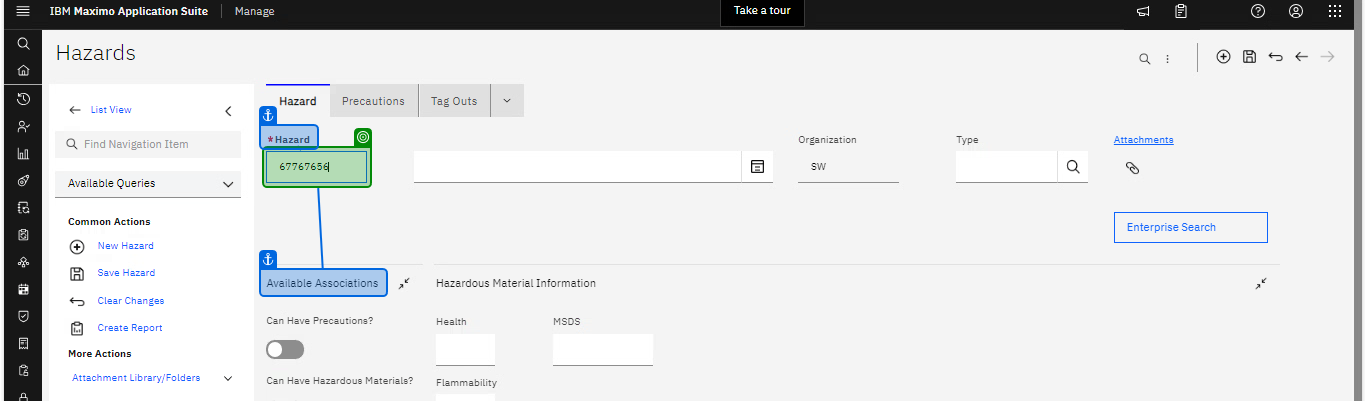 IBM Maximo Application Suite Manage Take a tour
Hazards
List View
Find Navigation Item
Available Queries
Common Actions
New Hazard
Save Hazard
Clear Changes
Create Report
More Actions
Attachment Library/Folders
Hazard Precautions Tag Outs
* Hazard Organization Type Attachments
67767656 SW
Enterprise Search
Available Associations Hazardous Material Information
Can Have Precautions? Health MSDS
Can Have Hazardous Materials? Flammability